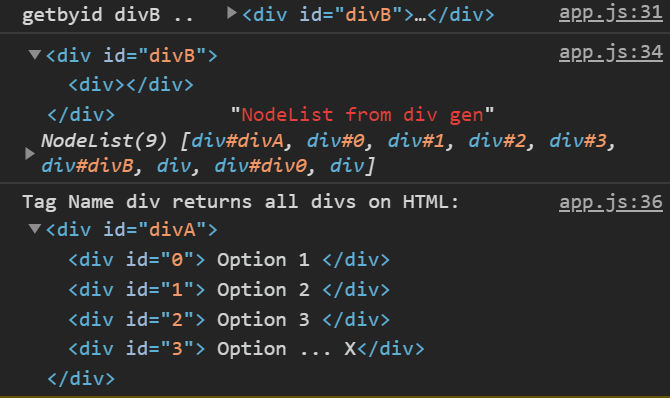 getbyid divB .. ▶<div id="divB">…</div> app.js:31
▼<div id="divB"> app.js:34
<div></div>
</div> "NodeList from div gen"
NodeList(9) [div#divA, div#0, div#1, div#2, div#3,
▶div#divB, div, div#div0, div]
Tag Name div returns all divs on HTML: app.js:36
▼<div id="divA">
<div id="0"> Option 1 </div>
<div id="1"> Option 2 </div>
<div id="2"> Option 3 </div>
<div id="3"> Option ... X</div>
</div>